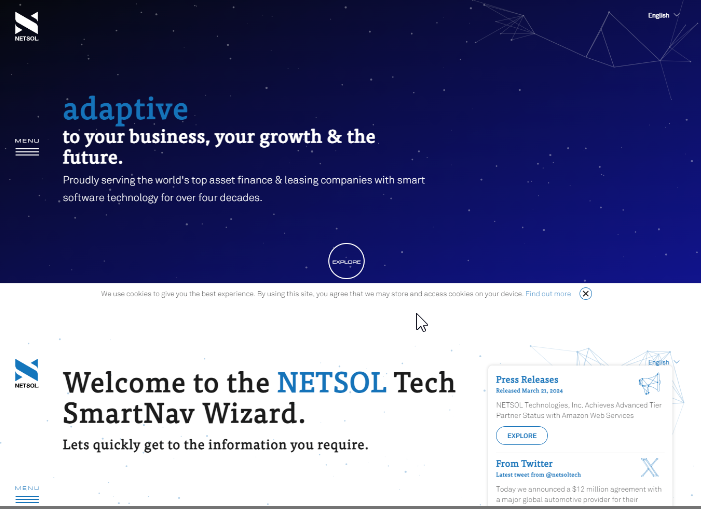 NETSOL
English
adaptive
to your business, your growth & the
future.
MENU
Proudly serving the world's top asset finance & leasing companies with smart
software technology for over four decades.
EXPLORE
We use cookies to give you the best experience. By using this site, you agree that we may store and access cookies on your device. Find out more
NETSOL
English
Welcome to the NETSOL Tech
SmartNav Wizard.
Lets quickly get to the information you require.
MENU
Press Releases
Released March 21, 2024
NETSOL Technologies, Inc. Achieves Advanced Tier
Partner Status with Amazon Web Services
EXPLORE
From Twitter
Latest tweet from @netsoltech
Today we announced a $12 million agreement with
a major global automotive provider for their